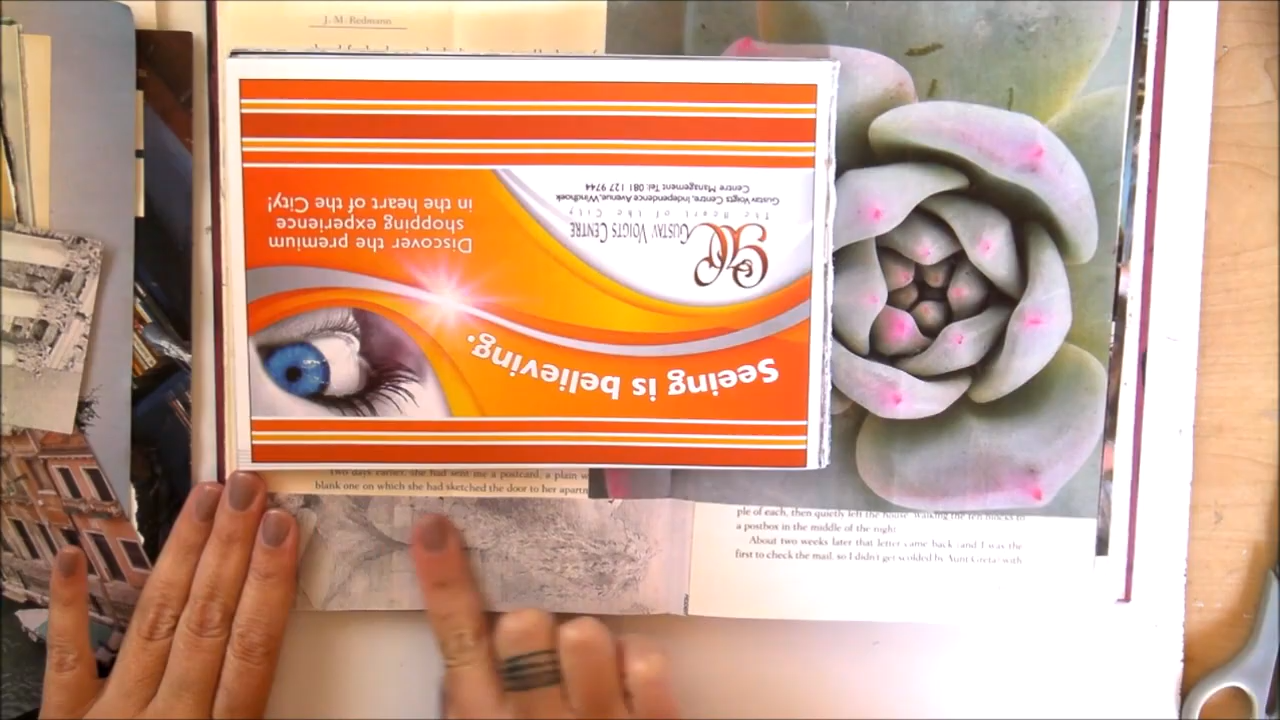 J. M. Redmann
Seeing is believing.
GUSTAV VOIGTS CENTRE
The Heart of the City
Gustav Voigts Centre, Independence Avenue, Windhoek
Centre Management Tel: 081 127 9744
Discover the premium
shopping experience
in the heart of the City!
Two days earlier, she had sent me a postcard, a plain
blank one on which she had sketched the door to her
ple of each, then quietly left the house walking the ten blocks to
a postbox in the middle of the night.
About two weeks later that letter came back and I was the
first to check the mail, so I didn't get scolded by Aunt Greta with